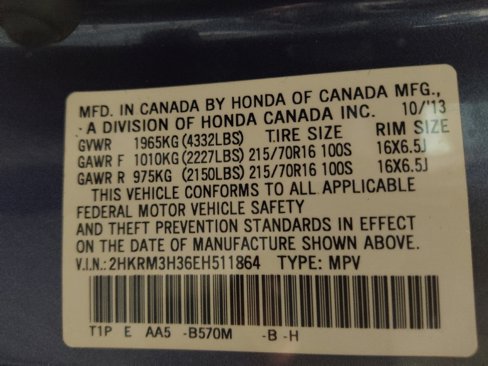 MFD. IN CANADA BY HONDA OF CANADA MFG.,
A DIVISION OF HONDA CANADA INC. 10/'13
GVWR 1965KG (4332LBS) TIRE SIZE RIM SIZE
GAWR F 1010KG (2227LBS) 215/70R16 100S 16X6.5J
GAWR R 975KG (2150LBS) 215/70R16 100S 16X6.5J
THIS VEHICLE CONFORMS TO ALL APPLICABLE
FEDERAL MOTOR VEHICLE SAFETY
AND THEFT PREVENTION STANDARDS IN EFFECT
ON THE DATE OF MANUFACTURE SHOWN ABOVE.
V.I.N.: 2HKRM3H36EH511864 TYPE: MPV
T1P E AA5 -B570M -B -H